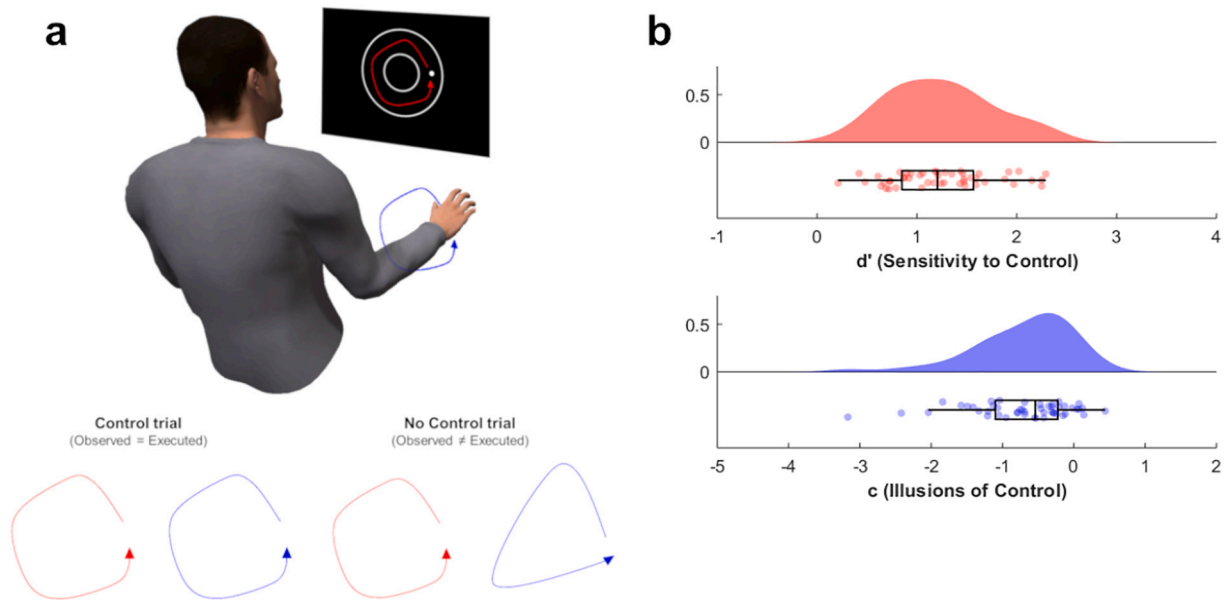 a
Control trial
(Observed = Executed)
No Control trial
(Observed ≠ Executed)
b
0.5
0
-1 0 1 2 3 4
d' (Sensitivity to Control)
0.5
0
-5 -4 -3 -2 -1 0 1 2
c (Illusions of Control)